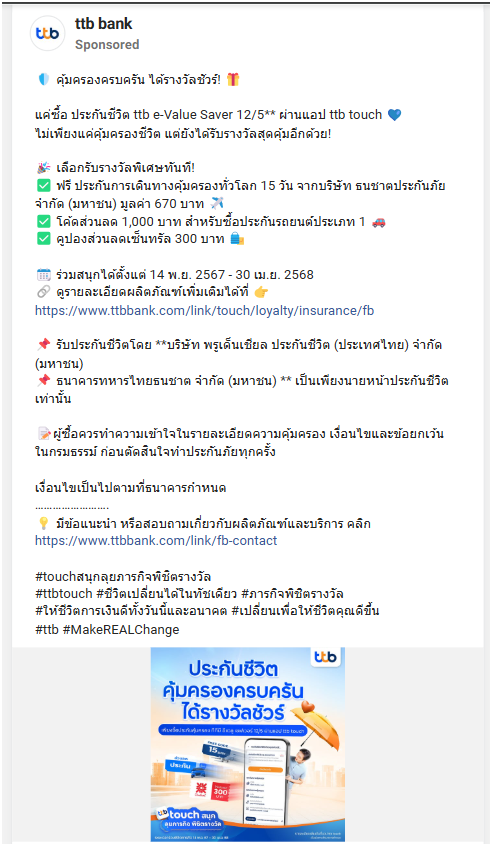 ttb bank
Sponsored
🛡️ คุ้มครองครบครัน ได้รางวัลชัวร์! 🎁
แค่ซื้อ ประกันชีวิต ttb e-Value Saver 12/5** ผ่านแอป ttb touch 💙
ไม่เพียงแค่คุ้มครองชีวิต แต่ยังได้รับรางวัลสุดคุ้มอีกด้วย!
🎉 เลือกรับรางวัลพิเศษทันที!
✅ ฟรี ประกันการเดินทางคุ้มครองทั่วโลก 15 วัน จากบริษัท ธนชาตประกันภัย
จำกัด (มหาชน) มูลค่า 670 บาท ✈️
✅ โค้ดส่วนลด 1,000 บาท สำหรับซื้อประกันรถยนต์ประเภท 1 🚗
✅ คูปองส่วนลดเซ็นทรัล 300 บาท 🛍️
🗓️ ร่วมสนุกได้ตั้งแต่ 14 พ.ย. 2567 - 30 เม.ย. 2568
🔗 ดูรายละเอียดผลิตภัณฑ์เพิ่มเติมได้ที่ 👉
https://www.ttbbank.com/link/touch/loyalty/insurance/fb
📌 รับประกันชีวิตโดย **บริษัท พรูเด็นเชียล ประกันชีวิต (ประเทศไทย) จำกัด
(มหาชน)
📌 ธนาคารทหารไทยธนชาต จำกัด (มหาชน) ** เป็นเพียงนายหน้าประกันชีวิต
เท่านั้น
📝ผู้ซื้อควรทำความเข้าใจในรายละเอียดความคุ้มครอง เงื่อนไขและข้อยกเว้น
ในกรมธรรม์ ก่อนตัดสินใจทำประกันภัยทุกครั้ง
เงื่อนไขเป็นไปตามที่ธนาคารกำหนด
…………………….
💡 มีข้อแนะนำ หรือสอบถามเกี่ยวกับผลิตภัณฑ์และบริการ คลิก
https://www.ttbbank.com/link/fb-contact
#touchสนุกลุยภารกิจพิชิตรางวัล
#ttbtouch #ชีวิตเปลี่ยนได้ในทัชเดียว #ภารกิจพิชิตรางวัล
#ให้ชีวิตการเงินดีทั้งวันนี้และอนาคต #เปลี่ยนเพื่อให้ชีวิตคุณดีขึ้น
#ttb #MakeREALChange
ttb
ประกันชีวิต
คุ้มครองครบครัน
ได้รางวัลชัวร์
15
ประกัน
300
ttb touch สนุก
ลุยภารกิจ พิชิตรางวัล